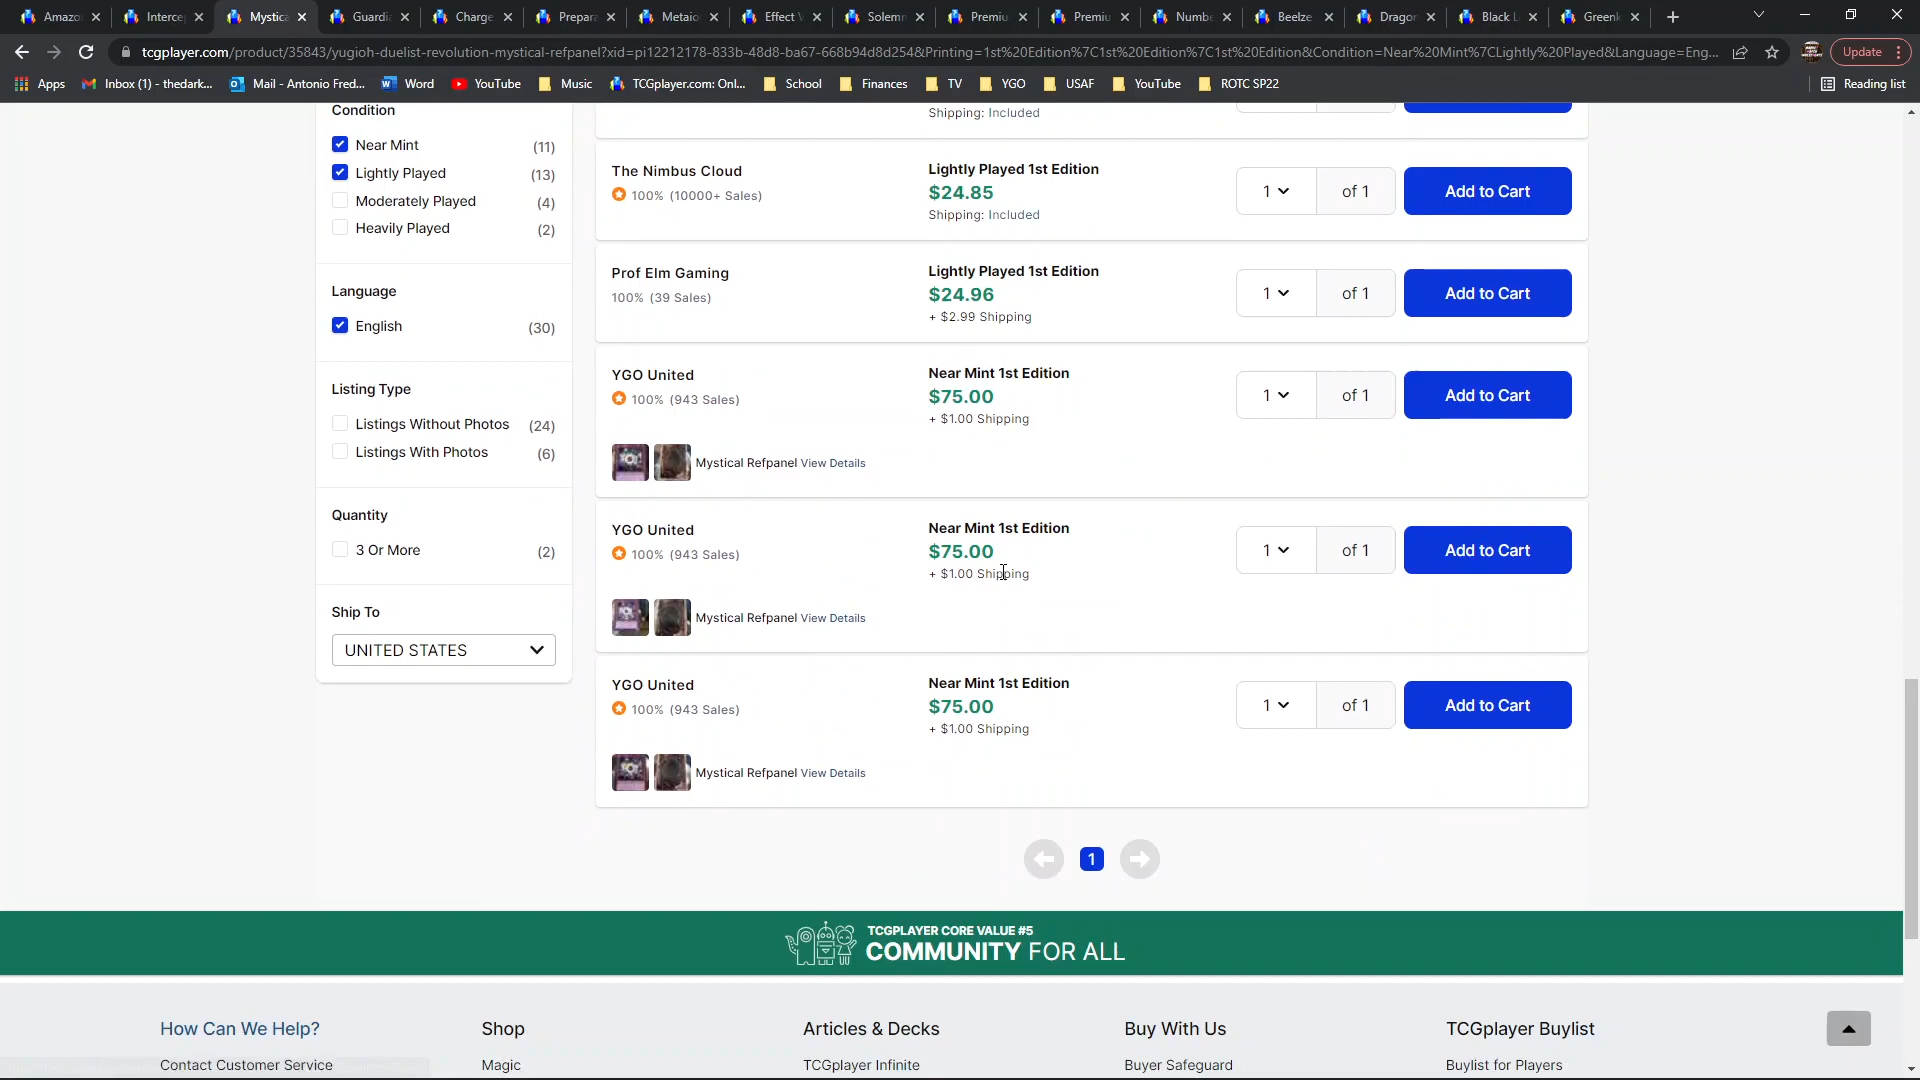 Amazo
Interce
Mystica
Guardi
Charge
Prepara
Metaio
Effect V
Solemn
Premiu
Premiu
Numbe
Beelze
Dragon
Black L
Greenk
tcgplayer.com/product/35843/yugioh-duelist-revolution-mystical-refpanel?xid=pi12212178-833b-48d8-ba67-668b94d8d254&Printing=1st%20Edition%7C1st%20Edition%7C1st%20Edition&Condition=Near%20Mint%7CLightly%20Played&Language=Eng...
Update
Apps
Inbox (1) - thedark...
Mail - Antonio Fred...
Word
YouTube
Music
TCGplayer.com: Onl...
School
Finances
TV
YGO
USAF
YouTube
ROTC SP22
Reading list
Condition
Near Mint (11)
Lightly Played (13)
Moderately Played (4)
Heavily Played (2)
Language
English (30)
Listing Type
Listings Without Photos (24)
Listings With Photos (6)
Quantity
3 Or More (2)
Ship To
UNITED STATES
Shipping: Included
The Nimbus Cloud
100% (10000+ Sales)
Lightly Played 1st Edition
$24.85
Shipping: Included
1 of 1 Add to Cart
Prof Elm Gaming
100% (39 Sales)
Lightly Played 1st Edition
$24.96
+ $2.99 Shipping
1 of 1 Add to Cart
YGO United
100% (943 Sales)
Near Mint 1st Edition
$75.00
+ $1.00 Shipping
1 of 1 Add to Cart
Mystical Refpanel View Details
YGO United
100% (943 Sales)
Near Mint 1st Edition
$75.00
+ $1.00 Shipping
1 of 1 Add to Cart
Mystical Refpanel View Details
YGO United
100% (943 Sales)
Near Mint 1st Edition
$75.00
+ $1.00 Shipping
1 of 1 Add to Cart
Mystical Refpanel View Details
1
TCGPLAYER CORE VALUE #5
COMMUNITY FOR ALL
How Can We Help?
Contact Customer Service
Shop
Magic
Articles & Decks
TCGplayer Infinite
Buy With Us
Buyer Safeguard
TCGplayer Buylist
Buylist for Players